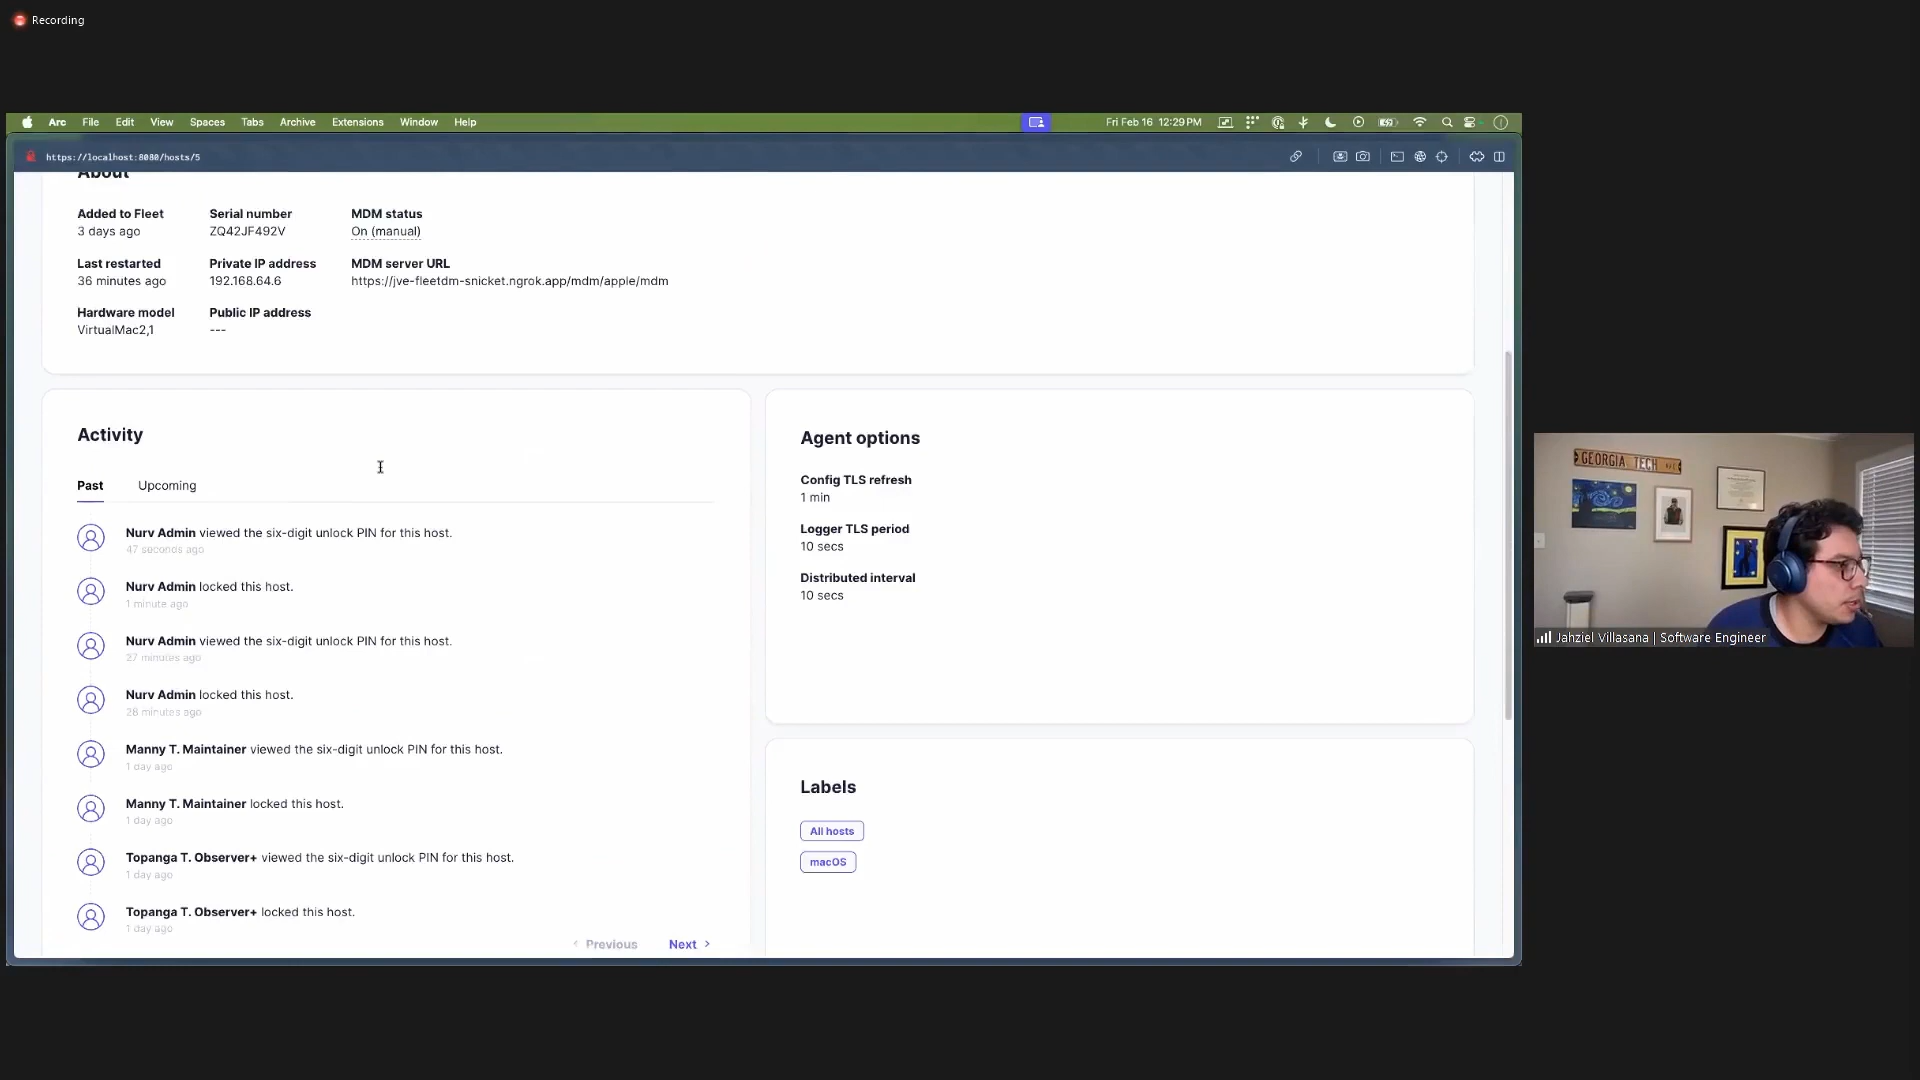 Recording
Arc File Edit View Spaces Tabs Archive Extensions Window Help
Fri Feb 16 12:29PM
https://localhost:8080/hosts/5
About
Added to Fleet
3 days ago
Serial number
ZQ42JF492V
MDM status
On (manual)
Last restarted
36 minutes ago
Private IP address
192.168.64.6
MDM server URL
https://jve-fleetdm-snicket.ngrok.app/mdm/apple/mdm
Hardware model
VirtualMac2,1
Public IP address
---
Activity
Past Upcoming
Nurv Admin viewed the six-digit unlock PIN for this host.
47 seconds ago
Nurv Admin locked this host.
1 minute ago
Nurv Admin viewed the six-digit unlock PIN for this host.
27 minutes ago
Nurv Admin locked this host.
28 minutes ago
Manny T. Maintainer viewed the six-digit unlock PIN for this host.
1 day ago
Manny T. Maintainer locked this host.
1 day ago
Topanga T. Observer+ viewed the six-digit unlock PIN for this host.
1 day ago
Topanga T. Observer+ locked this host.
1 day ago
< Previous Next >
Agent options
Config TLS refresh
1 min
Logger TLS period
10 secs
Distributed interval
10 secs
Labels
All hosts
macOS
GEORGIA TECH
Jahziel Villasana | Software Engineer